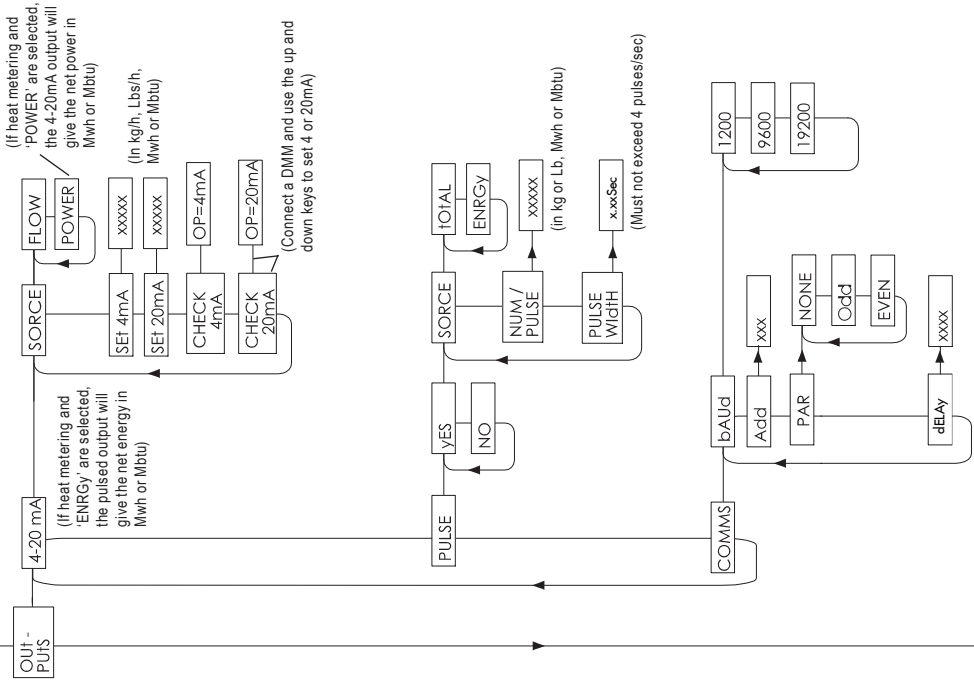 OUt -
PUtS
4-20 mA
(If heat metering and
'ENRGy' are selected,
the pulsed output will
give the net energy in
Mwh or Mbtu)
SORCE
FLOW
POWER
(If heat metering and
'POWER' are selected,
the 4-20mA output will
give the net power in
Mwh or Mbtu)
SEt 4mA
xxxxx
SEt 20mA
xxxxx
(In kg/h, Lbs/h,
Mwh or Mbtu)
CHECK
4mA
OP=4mA
CHECK
20mA
OP=20mA
(Connect a DMM and use the up and
down keys to set 4 or 20mA)
PULSE
yES
NO
SORCE
tOtAL
ENRGy
NUM /
PULSE
xxxxx
(in kg or Lb, Mwh or Mbtu)
PULSE
WIdtH
x.xxSec
(Must not exceed 4 pulses/sec)
COMMS
bAUd
1200
9600
19200
Add
xxx
PAR
NONE
Odd
EVEN
dELAy
xxxx